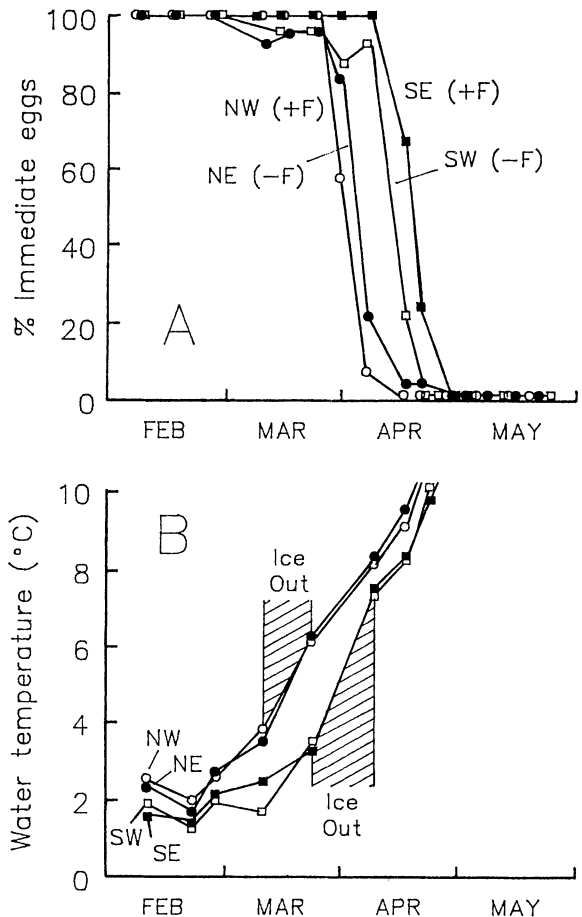 100
80
60
40
20
0
% Immediate eggs
A
NW (+F)
NE (−F)
SE (+F)
SW (−F)
FEB MAR APR MAY
10
8
6
4
2
0
Water temperature (°C)
B
Ice
Out
NW
NE
SW
SE
Ice
Out
FEB MAR APR MAY